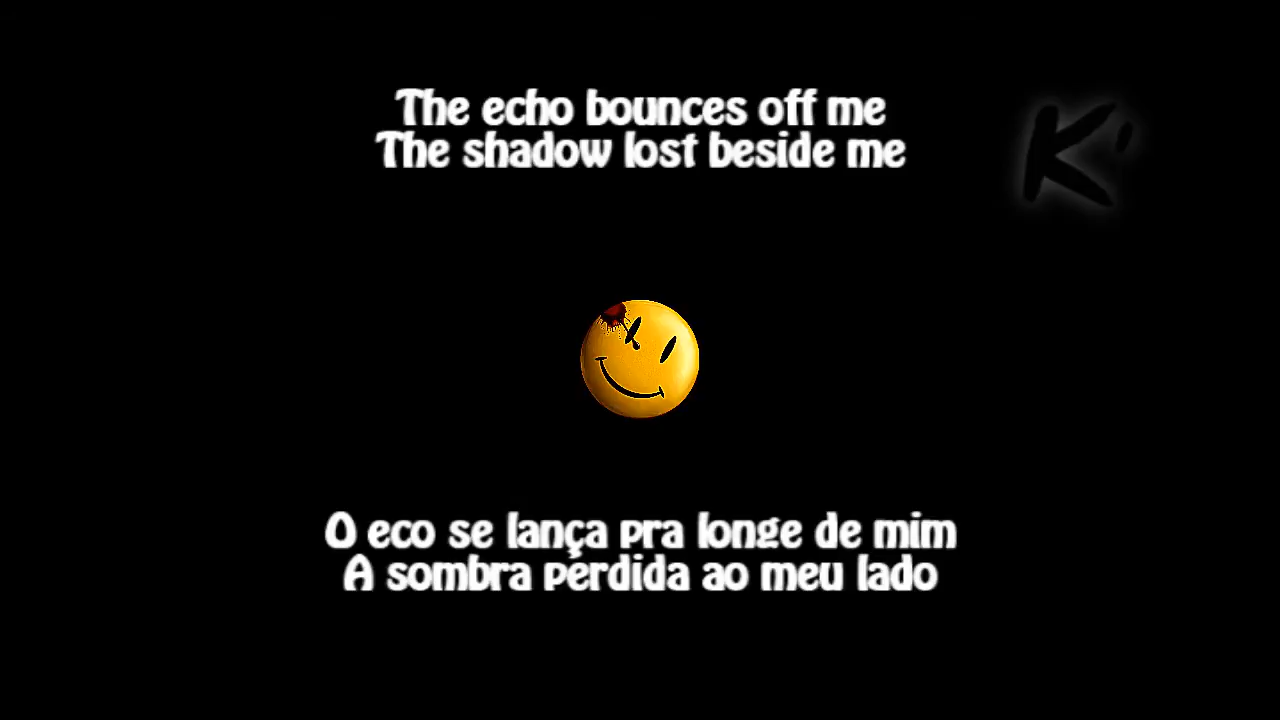 The echo bounces off me
The shadow lost beside me
K'
O eco se lança pra longe de mim
A sombra perdida ao meu lado